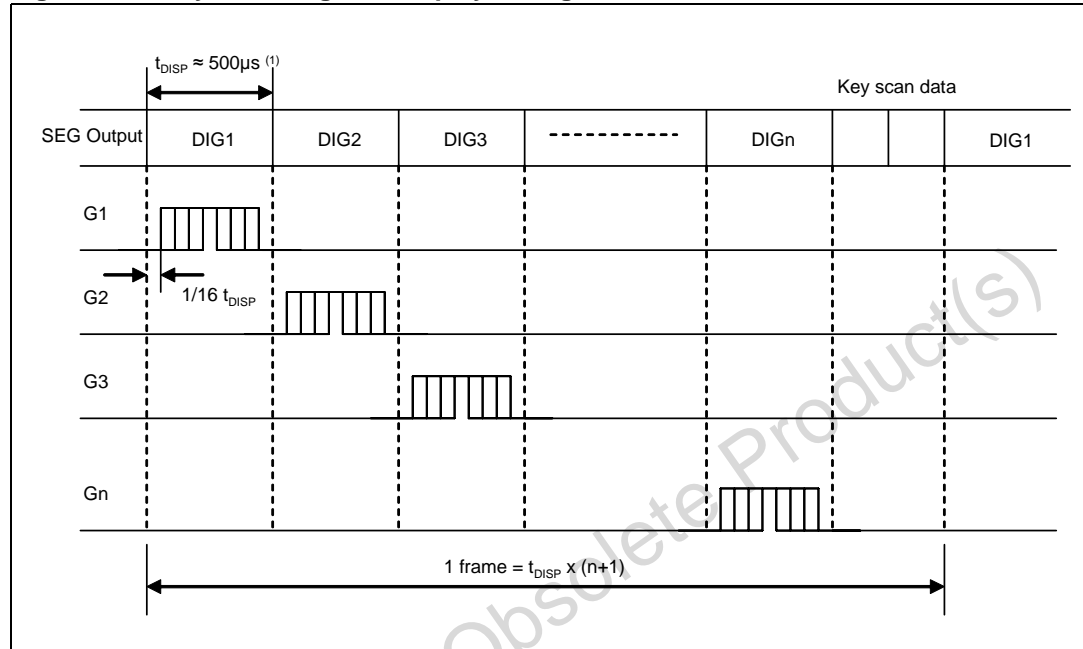 t_DISP ≈ 500µs (1)
Key scan data
SEG Output DIG1 DIG2 DIG3 DIGn DIG1
G1
1/16 t_DISP
G2
G3
Gn
1 frame = t_DISP x (n+1)
Obsolete Product(s)